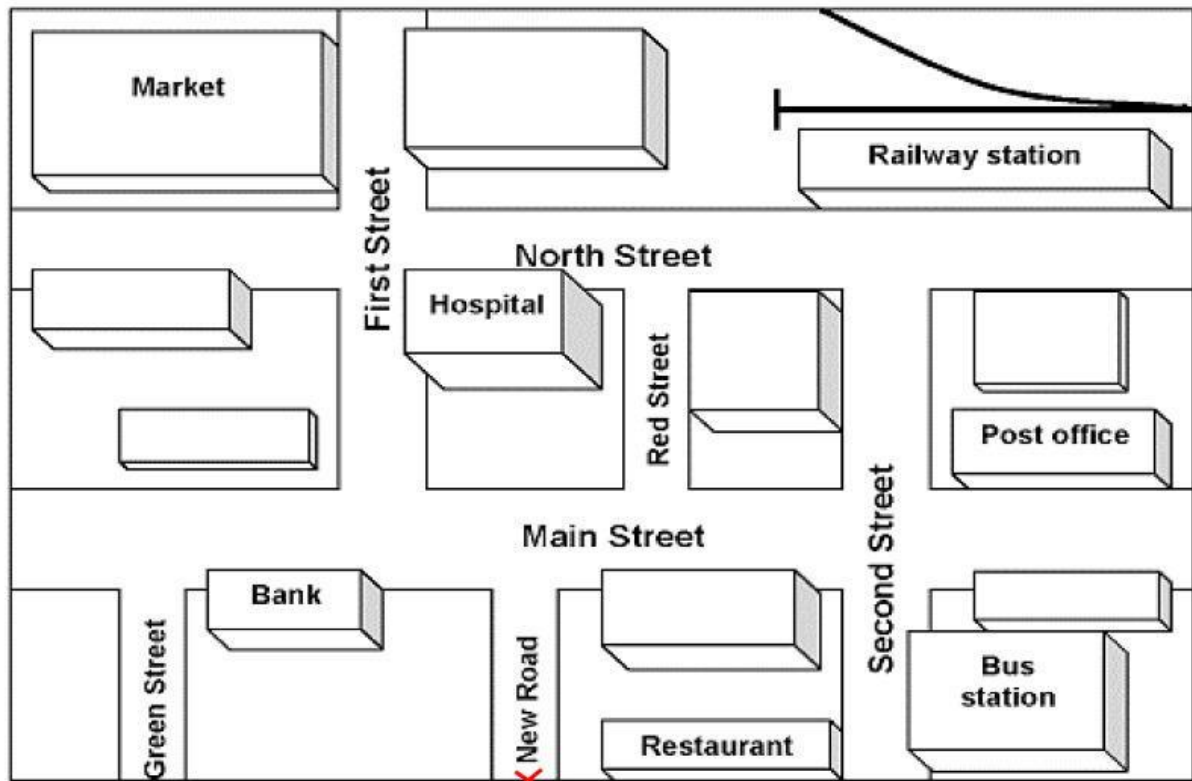 Market
Railway station
First Street
North Street
Hospital
Red Street
Post office
Main Street
Second Street
Bank
Green Street
New Road
Bus
station
Restaurant